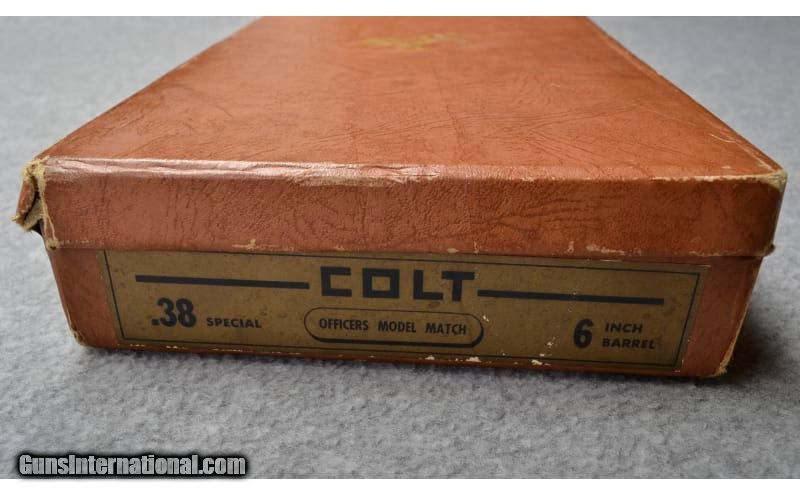 COLT
.38 SPECIAL
OFFICERS MODEL MATCH
6 INCH
BARREL
GunsInternational.com